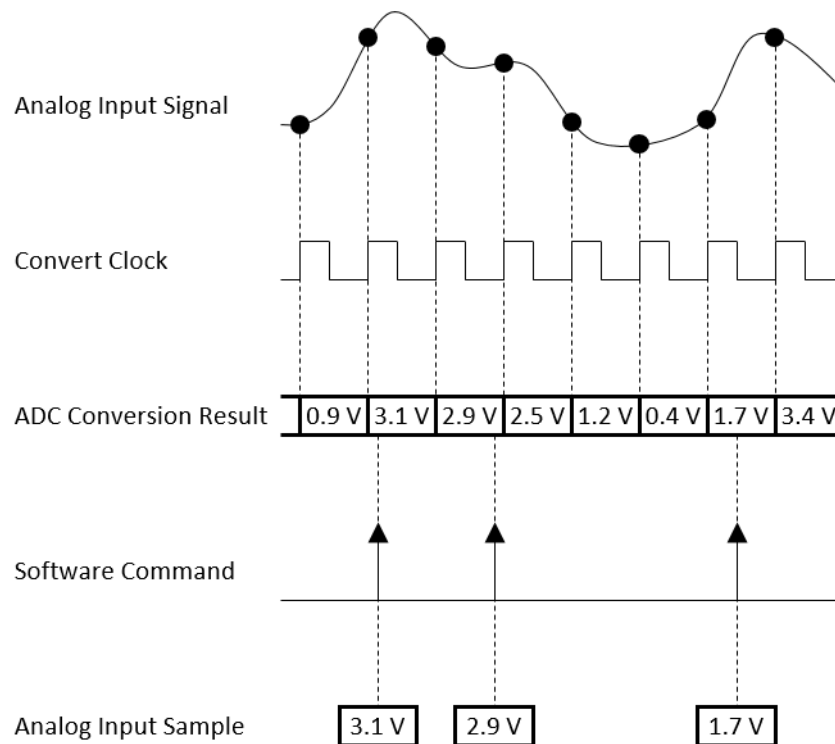 Analog Input Signal
Convert Clock
ADC Conversion Result 0.9 V 3.1 V 2.9 V 2.5 V 1.2 V 0.4 V 1.7 V 3.4 V
Software Command
Analog Input Sample 3.1 V 2.9 V 1.7 V